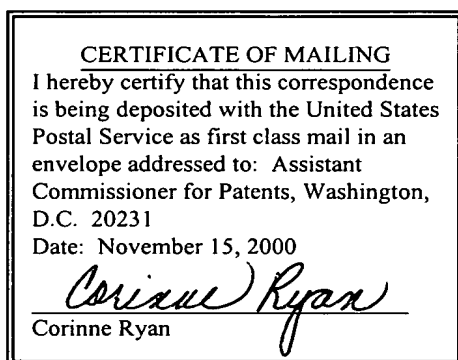 CERTIFICATE OF MAILING
I hereby certify that this correspondence
is being deposited with the United States
Postal Service as first class mail in an
envelope addressed to: Assistant
Commissioner for Patents, Washington,
D.C. 20231
Date: November 15, 2000
Corinne Ryan
Corinne Ryan